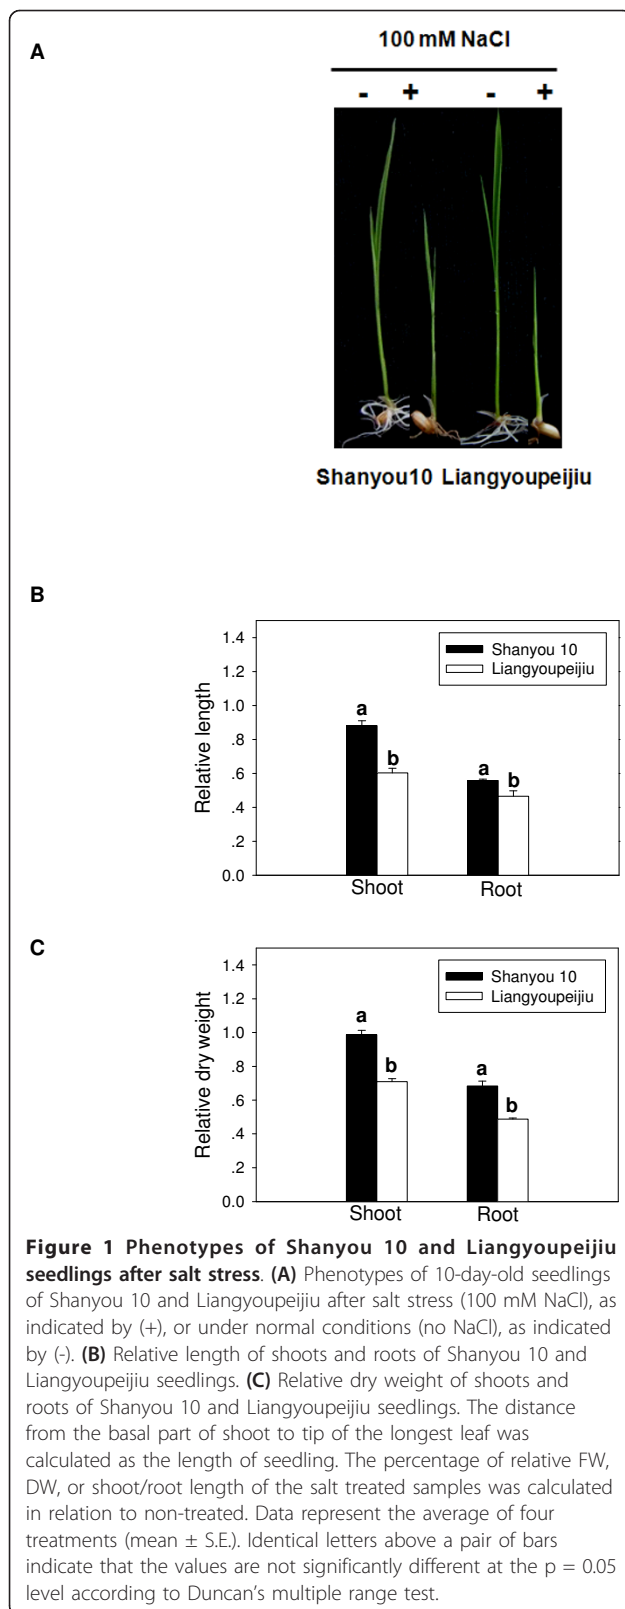 A
100 mM NaCl
- + - +
Shanyou10 Liangyoupeijiu
B
Relative length
1.4
1.2
1.0
.8
.6
.4
.2
0.0
Shanyou 10
Liangyoupeijiu
a
b
a
b
Shoot Root
C
Relative dry weight
1.4
1.2
1.0
.8
.6
.4
.2
0.0
Shanyou 10
Liangyoupeijiu
a
b
a
b
Shoot Root
Figure 1 Phenotypes of Shanyou 10 and Liangyoupeijiu
seedlings after salt stress. (A) Phenotypes of 10-day-old seedlings
of Shanyou 10 and Liangyoupeijiu after salt stress (100 mM NaCl), as
indicated by (+), or under normal conditions (no NaCl), as indicated
by (-). (B) Relative length of shoots and roots of Shanyou 10 and
Liangyoupeijiu seedlings. (C) Relative dry weight of shoots and
roots of Shanyou 10 and Liangyoupeijiu seedlings. The distance
from the basal part of shoot to tip of the longest leaf was
calculated as the length of seedling. The percentage of relative FW,
DW, or shoot/root length of the salt treated samples was calculated
in relation to non-treated. Data represent the average of four
treatments (mean ± S.E.). Identical letters above a pair of bars
indicate that the values are not significantly different at the p = 0.05
level according to Duncan's multiple range test.